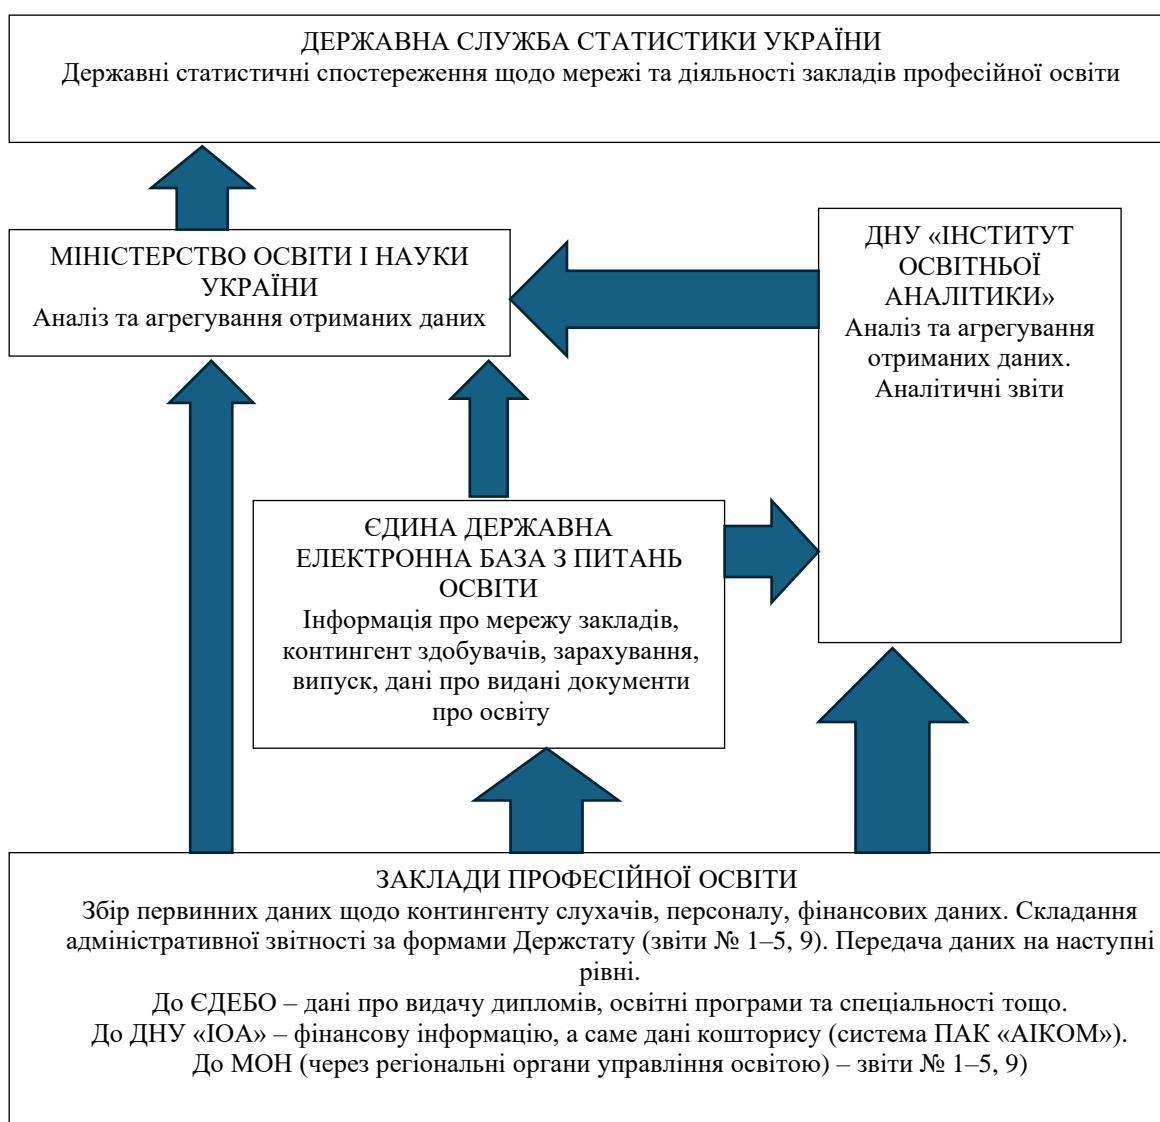 ДЕРЖАВНА СЛУЖБА СТАТИСТИКИ УКРАЇНИ
Державні статистичні спостереження щодо мережі та діяльності закладів професійної освіти
МІНІСТЕРСТВО ОСВІТИ І НАУКИ
УКРАЇНИ
Аналіз та агрегування отриманих даних
ДНУ «ІНСТИТУТ
ОСВІТНЬОЇ
АНАЛІТИКИ»
Аналіз та агрегування
отриманих даних.
Аналітичні звіти
ЄДИНА ДЕРЖАВНА
ЕЛЕКТРОННА БАЗА З ПИТАНЬ
ОСВІТИ
Інформація про мережу закладів,
контингент здобувачів, зарахування,
випуск, дані про видані документи
про освіту
ЗАКЛАДИ ПРОФЕСІЙНОЇ ОСВІТИ
Збір первинних даних щодо контингенту слухачів, персоналу, фінансових даних. Складання
адміністративної звітності за формами Держстату (звіти № 1–5, 9). Передача даних на наступні
рівні.
До ЄДЕБО – дані про видачу дипломів, освітні програми та спеціальності тощо.
До ДНУ «ІОА» – фінансову інформацію, а саме дані кошторису (система ПАК «АІКОМ»).
До МОН (через регіональні органи управління освітою) – звіти № 1–5, 9)